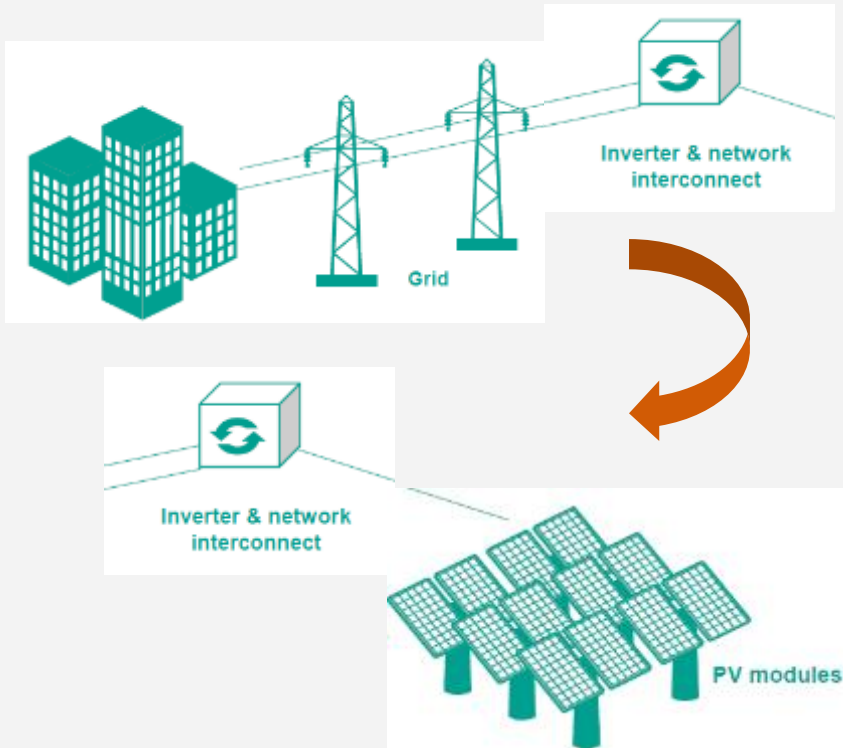 Inverter & network
interconnect
Grid
Inverter & network
interconnect
PV modules